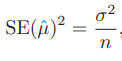 SE(μ̂)² = σ²/n,